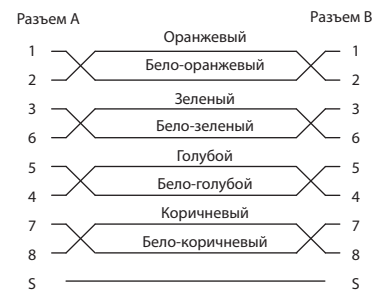 Разъем A Разъем B
Оранжевый
1 1
Бело-оранжевый
2 2
Зеленый
3 3
Бело-зеленый
6 6
Голубой
5 5
Бело-голубой
4 4
Коричневый
7 7
Бело-коричневый
8 8
S S